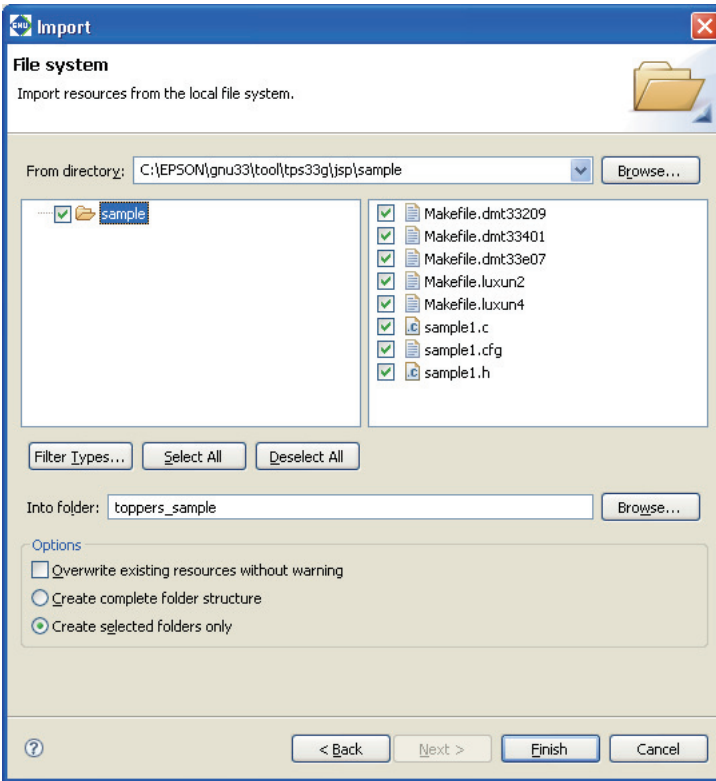 GNU Import
File system
Import resources from the local file system.
From directory: C:\EPSON\gnu33\tool\tps33g\jsp\sample Browse...
sample
Makefile.dmt33209
Makefile.dmt33401
Makefile.dmt33e07
Makefile.luxun2
Makefile.luxun4
.c sample1.c
sample1.cfg
.c sample1.h
Filter Types... Select All Deselect All
Into folder: toppers_sample Browse...
Options
Overwrite existing resources without warning
Create complete folder structure
Create selected folders only
? < Back Next > Finish Cancel